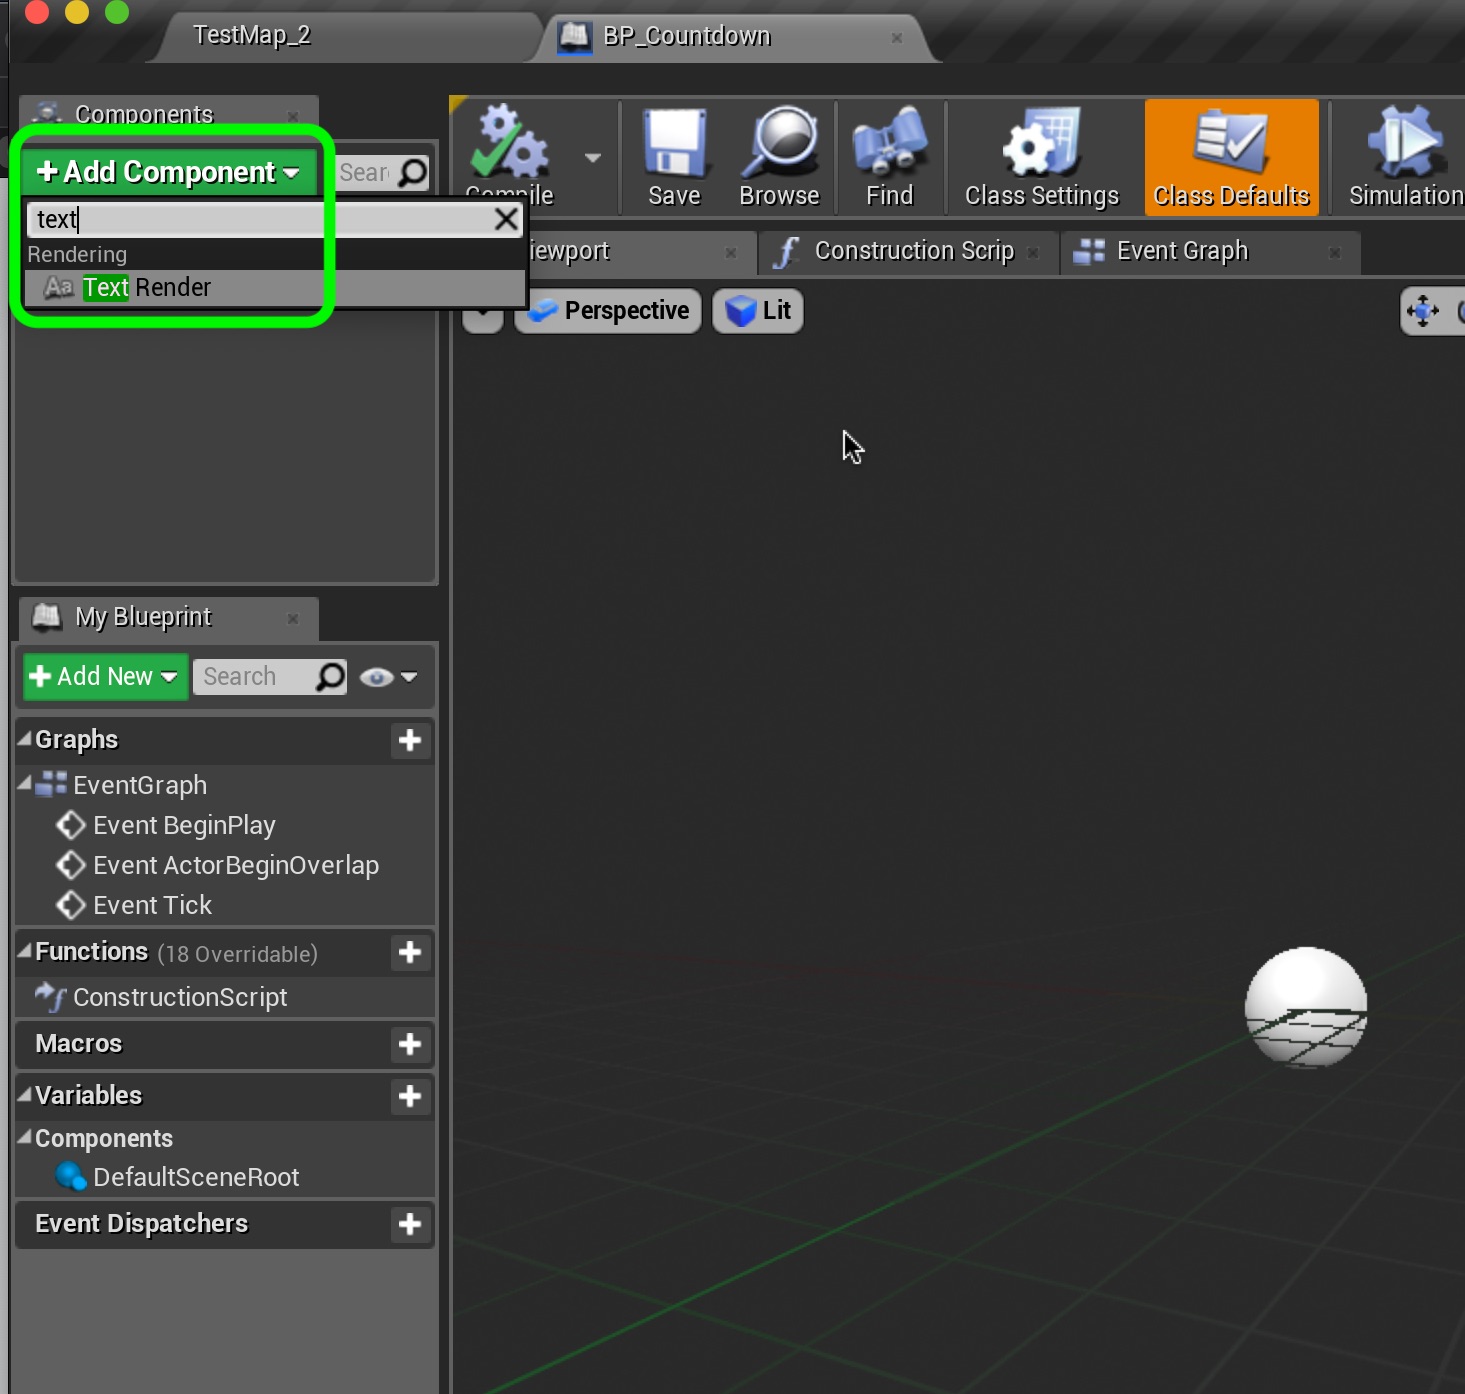 TestMap_2
BP_Countdown
Components
+ Add Component
Sear
text
Rendering
Aa Text Render
Compile
Save
Browse
Find
Class Settings
Class Defaults
Simulation
iewport
Construction Scrip
Event Graph
Perspective
Lit
My Blueprint
+ Add New
Search
Graphs
EventGraph
Event BeginPlay
Event ActorBeginOverlap
Event Tick
Functions (18 Overridable)
ConstructionScript
Macros
Variables
Components
DefaultSceneRoot
Event Dispatchers